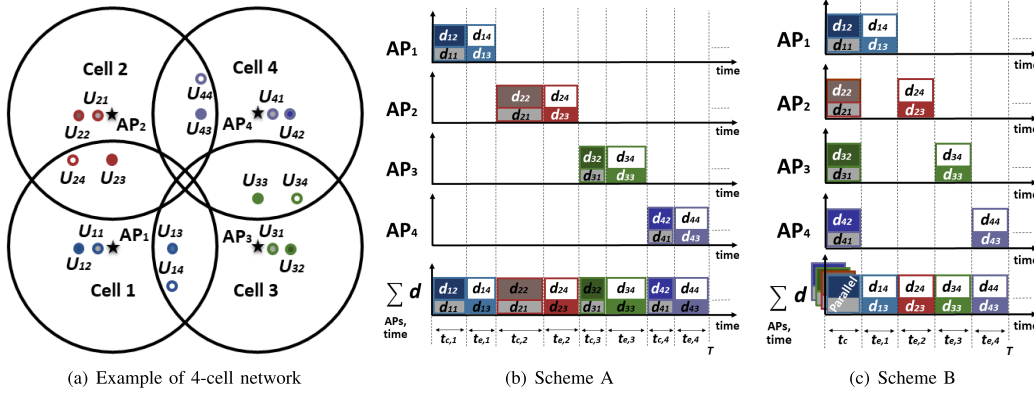 Cell 2
Cell 4
U21
U22
AP2
U44
U43
U41
AP4
U42
U24
U23
U33
U34
U11
AP1
U12
U13
U14
AP3
U31
U32
Cell 1
Cell 3
(a) Example of 4-cell network
AP1
d12 d14
d11 d13
time
AP2
d22 d24
d21 d23
time
AP3
d32 d34
d31 d33
time
AP4
d42 d44
d41 d43
time
∑ d
d12 d14 d22 d24 d32 d34 d42 d44
d11 d13 d21 d23 d31 d33 d41 d43
time
APs,
time
tc,1 te,1 tc,2 te,2 tc,3 te,3 tc,4 te,4
T
(b) Scheme A
AP1
d12 d14
d11 d13
time
AP2
d22 d24
d21 d23
time
AP3
d32 d34
d31 d33
time
AP4
d42 d44
d41 d43
time
∑ d
Parallel
d14 d24 d34 d44
d13 d23 d33 d43
time
APs,
time
tc te,1 te,2 te,3 te,4
T
(c) Scheme B